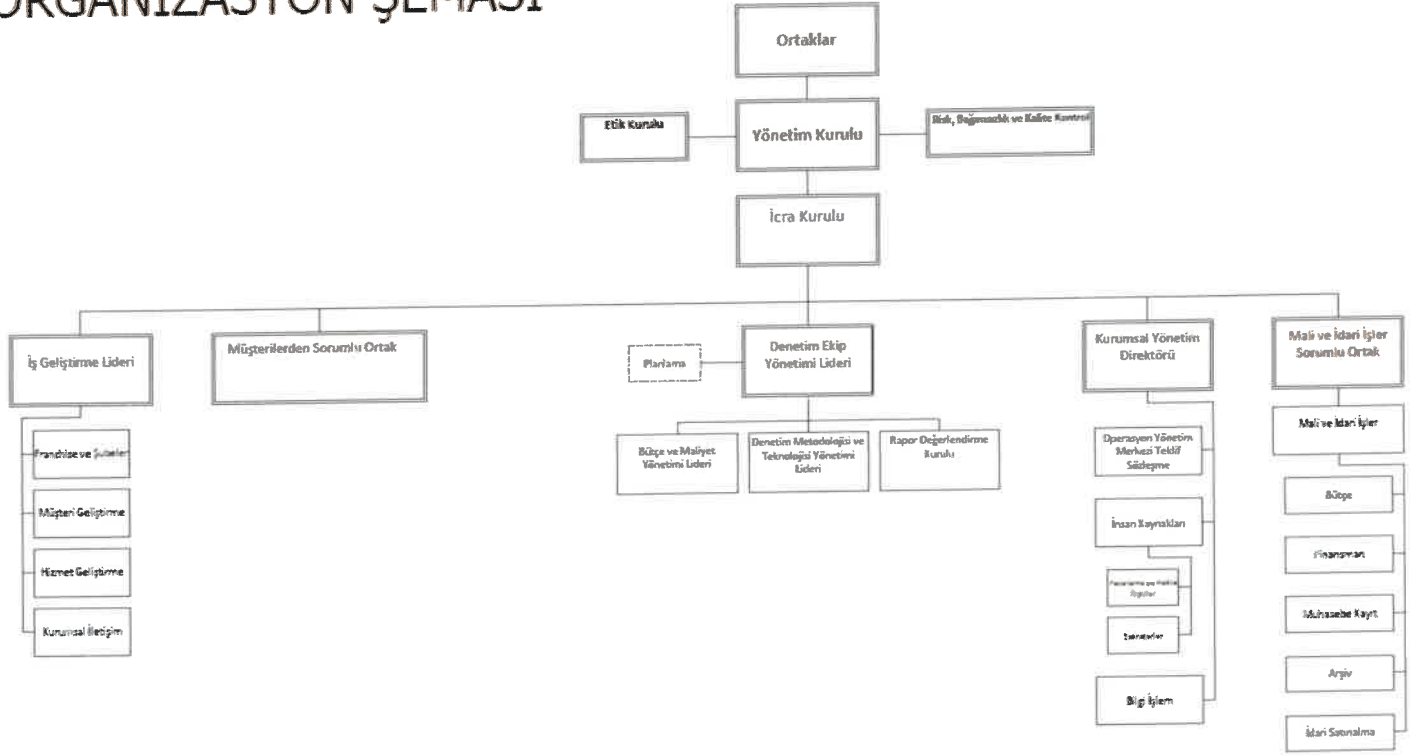 ORGANİZASYON ŞEMASI
Ortaklar
Etik Kurulu
Yönetim Kurulu
Risk, Bağımsızlık ve Kalite Kontrol
İcra Kurulu
İş Geliştirme Lideri
Müşterilerden Sorumlu Ortak
Planlama
Denetim Ekip
Yönetimi Lideri
Kurumsal Yönetim
Direktörü
Mali ve İdari İşler
Sorumlu Ortak
Franchise ve Şubeler
Müşteri Geliştirme
Hizmet Geliştirme
Kurumsal İletişim
Bütçe ve Maliyet
Yönetimi Lideri
Denetim Metodolojisi ve
Teknolojisi Yönetimi
Lideri
Rapor Değerlendirme
Kurulu
Operasyon Yönetim
Merkezi Teklif
Sözleşme
İnsan Kaynakları
Sekreterler
Bilgi İşlem
Mali ve İdari İşler
Bütçe
Finansman
Muhasebe Kayıt
Arşiv
İdari Satınalma